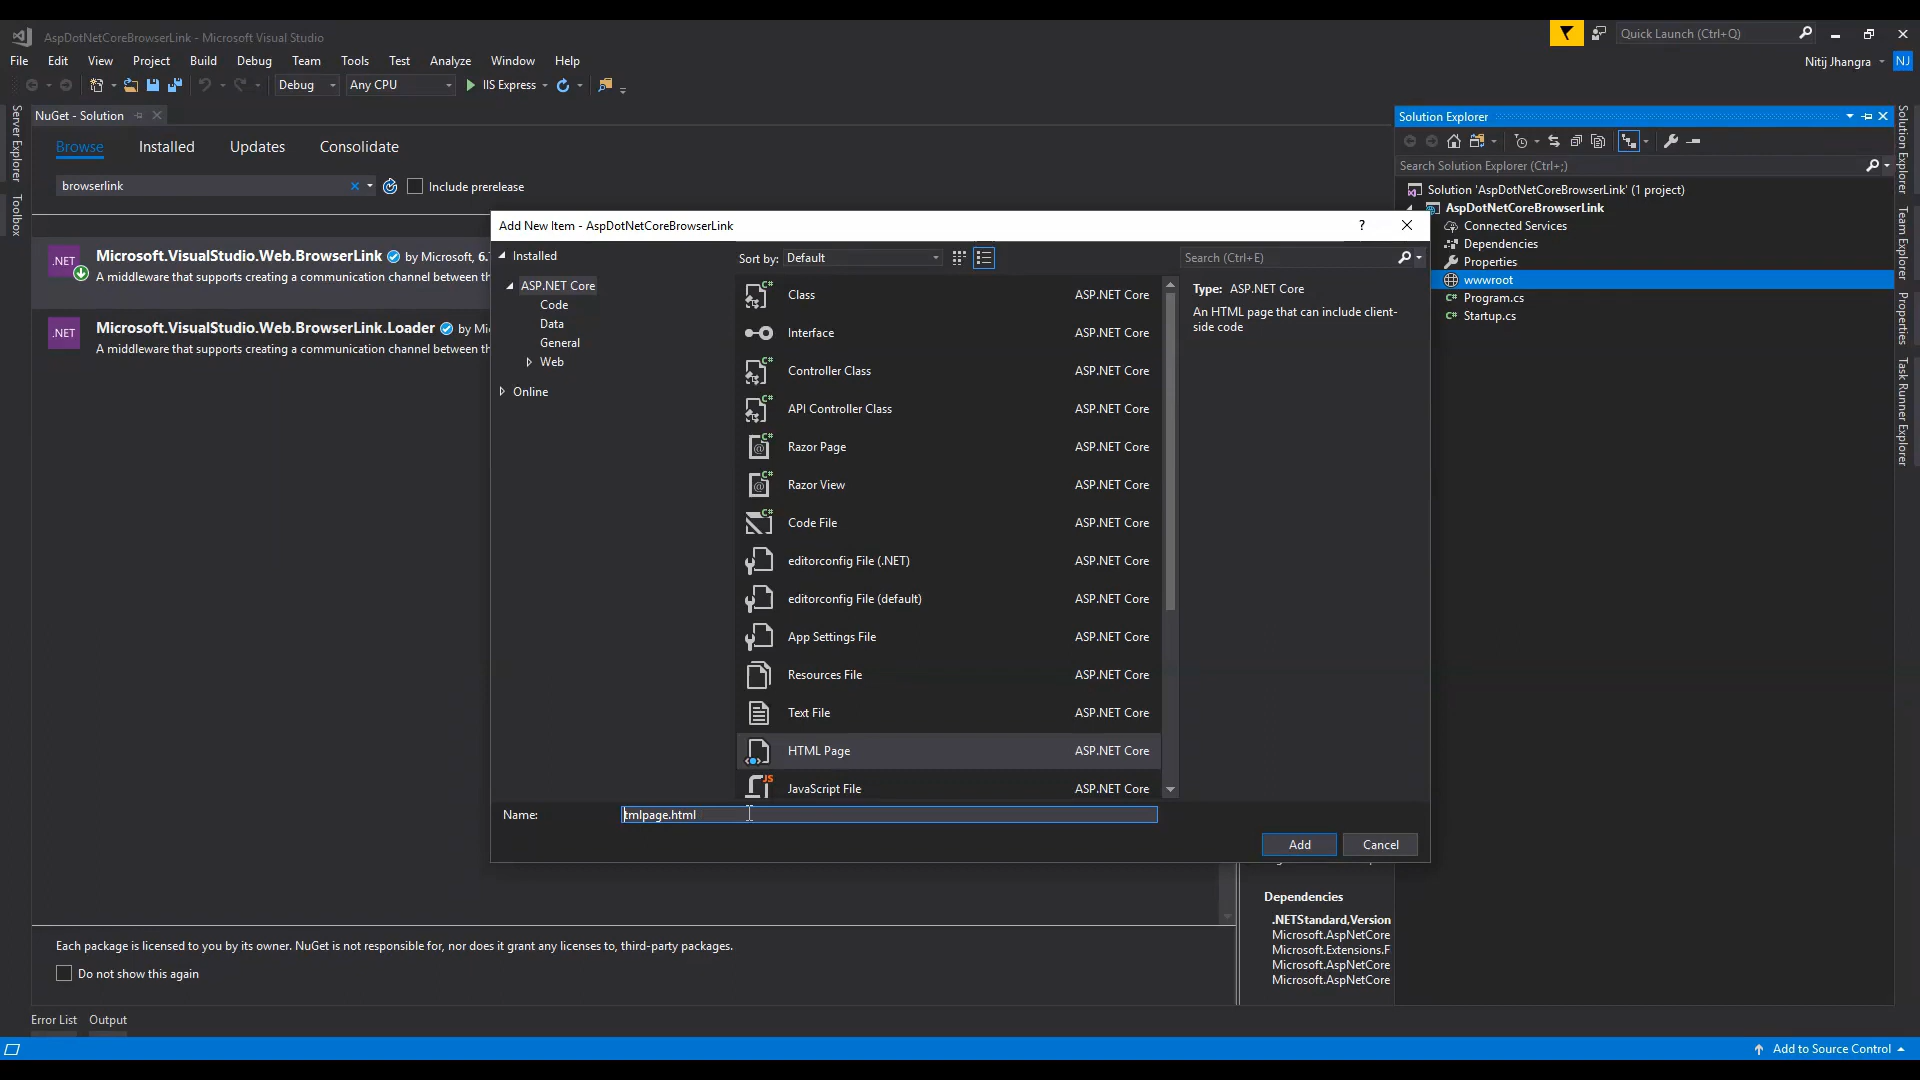 AspDotNetCoreBrowserLink - Microsoft Visual Studio
Quick Launch (Ctrl+Q)
File Edit View Project Build Debug Team Tools Test Analyze Window Help
Nitij Jhangra NJ
Debug Any CPU IIS Express
Server Explorer
Toolbox
NuGet - Solution
Browse Installed Updates Consolidate
browserlink
Include prerelease
.NET
Microsoft.VisualStudio.Web.BrowserLink by Microsoft, 6.
A middleware that supports creating a communication channel between th
.NET
Microsoft.VisualStudio.Web.BrowserLink.Loader by Mi
A middleware that supports creating a communication channel between th
Add New Item - AspDotNetCoreBrowserLink
?
Installed
ASP.NET Core
Code
Data
General
Web
Online
Sort by: Default
Search (Ctrl+E)
Class ASP.NET Core
Interface ASP.NET Core
Controller Class ASP.NET Core
API Controller Class ASP.NET Core
Razor Page ASP.NET Core
Razor View ASP.NET Core
Code File ASP.NET Core
editorconfig File (.NET) ASP.NET Core
editorconfig File (default) ASP.NET Core
App Settings File ASP.NET Core
Resources File ASP.NET Core
Text File ASP.NET Core
HTML Page ASP.NET Core
JavaScript File ASP.NET Core
Type: ASP.NET Core
An HTML page that can include client-
side code
Name: tmlpage.html
Add Cancel
Dependencies
.NETStandard,Version
Microsoft.AspNetCore
Microsoft.Extensions.F
Microsoft.AspNetCore
Microsoft.AspNetCore
Each package is licensed to you by its owner. NuGet is not responsible for, nor does it grant any licenses to, third-party packages.
Do not show this again
Solution Explorer
Search Solution Explorer (Ctrl+;)
Solution 'AspDotNetCoreBrowserLink' (1 project)
AspDotNetCoreBrowserLink
Connected Services
Dependencies
Properties
wwwroot
Program.cs
Startup.cs
Solution Explorer
Team Explorer
Properties
Task Runner Explorer
Error List Output
Add to Source Control